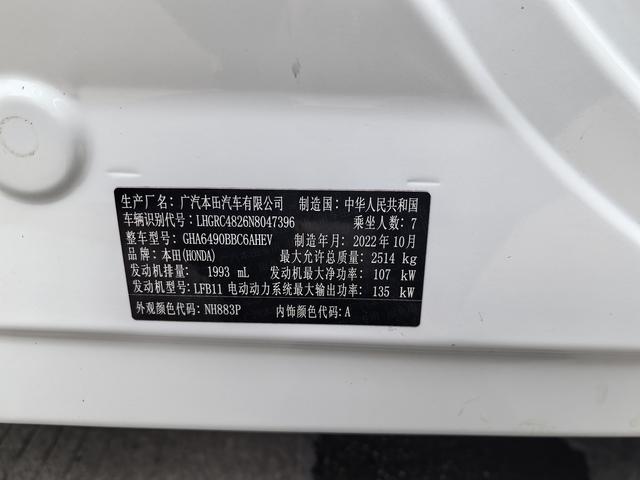 生产厂名：广汽本田汽车有限公司 制造国：中华人民共和国
车辆识别代号：LHGRC4826N8047396 乘坐人数：7
整车型号：GHA6490BBC6AHEV 制造年月：2022年10月
品牌：本田(HONDA) 最大允许总质量：2514 kg
发动机排量：1993 mL 发动机最大净功率：107 kW
发动机型号：LFB11 电动动力系统最大输出功率：135 kW
外观颜色代码：NH883P 内饰颜色代码：A